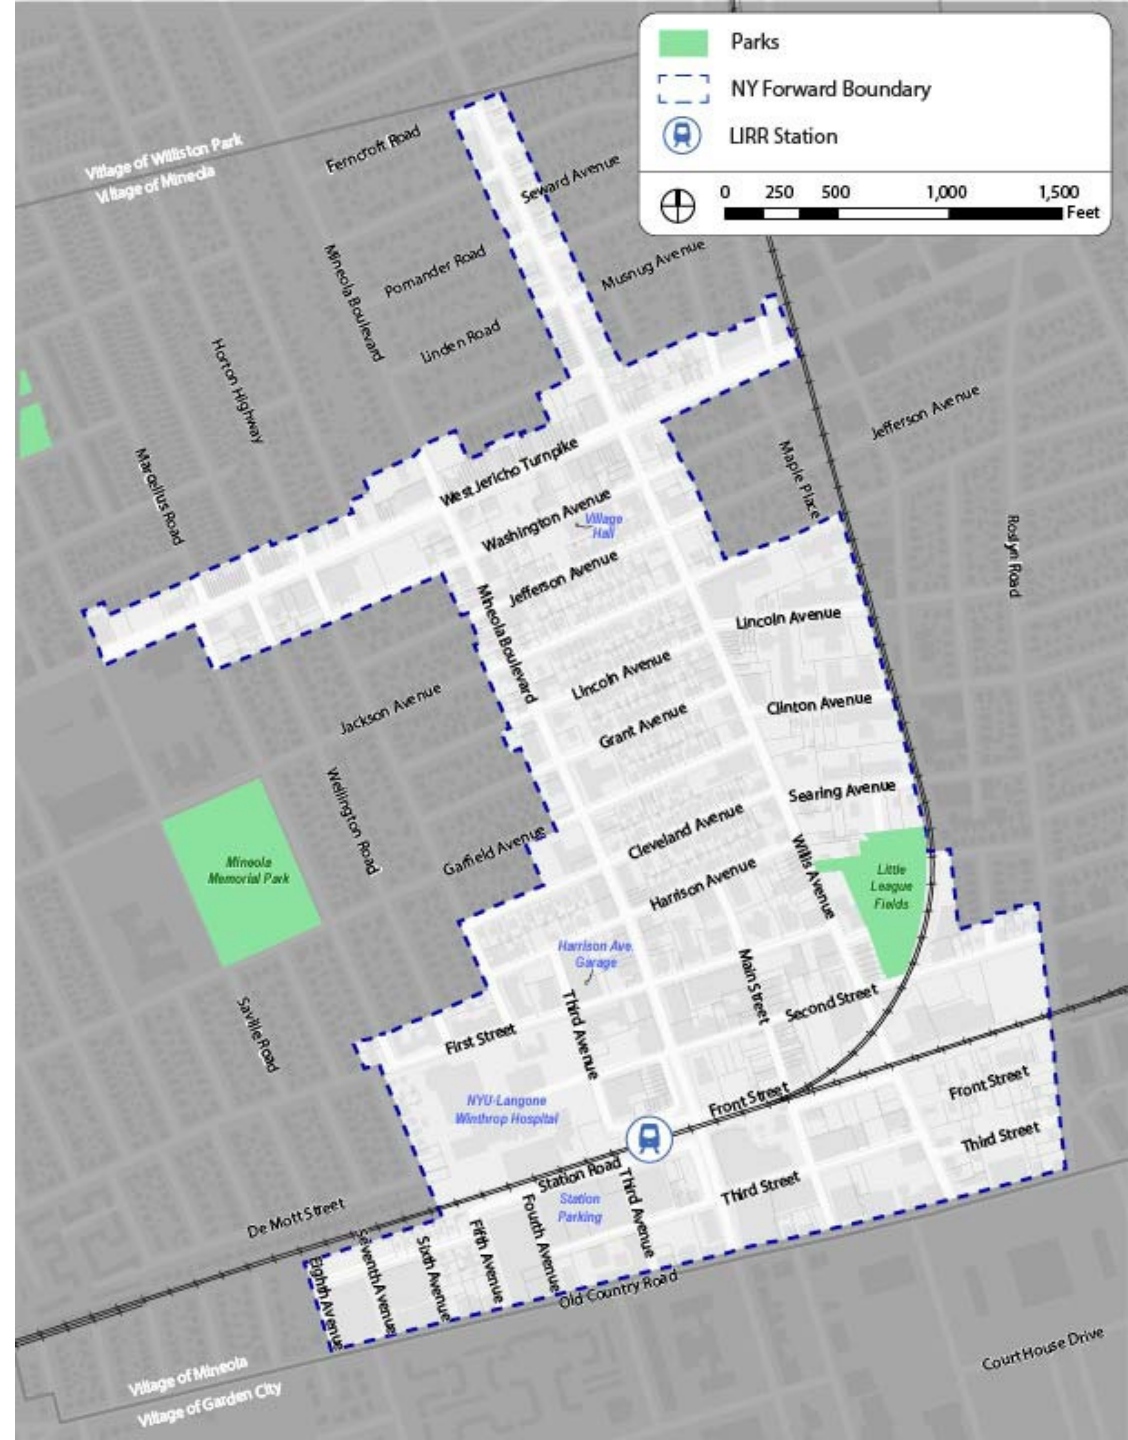 Parks
NY Forward Boundary
LIRR Station
0 250 500 1,000 1,500
Feet
Village of Williston Park
Village of Mineola
Ferncroft Road
Seward Avenue
Mineola Boulevard
Pomander Road
Musnug Avenue
Linden Road
Horton Highway
Jefferson Avenue
Marcellus Road
West Jericho Turnpike
Maple Place
Washington Avenue
Village
Hall
Roslyn Road
Jefferson Avenue
Mineola Boulevard
Lincoln Avenue
Lincoln Avenue
Jackson Avenue
Clinton Avenue
Grant Avenue
Wellington Road
Searing Avenue
Cleveland Avenue
Garfield Avenue
Willis Avenue
Mineola
Memorial Park
Harrison Avenue
Little
League
Fields
Harrison Ave.
Garage
Main Street
Second Street
Third Avenue
Saville Road
First Street
NYU-Langone
Winthrop Hospital
Front Street
Front Street
Third Street
Station Road
Third Street
Station
Parking
Third Avenue
Fourth Avenue
De Mott Street
Fifth Avenue
Sixth Avenue
Seventh Avenue
Eighth Avenue
Old Country Road
Court House Drive
Village of Mineola
Village of Garden City